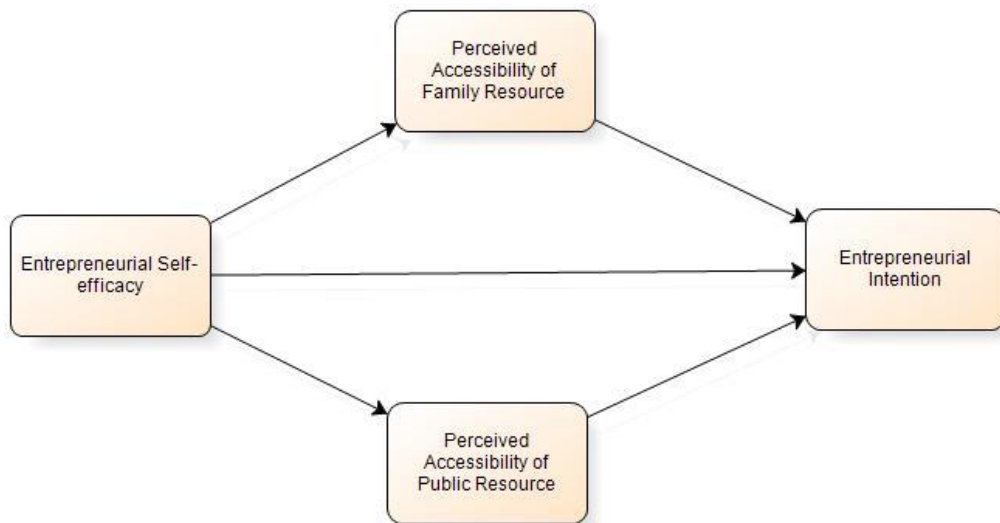 Perceived
Accessibility of
Family Resource
Entrepreneurial Self-
efficacy
Entrepreneurial
Intention
Perceived
Accessibility of
Public Resource